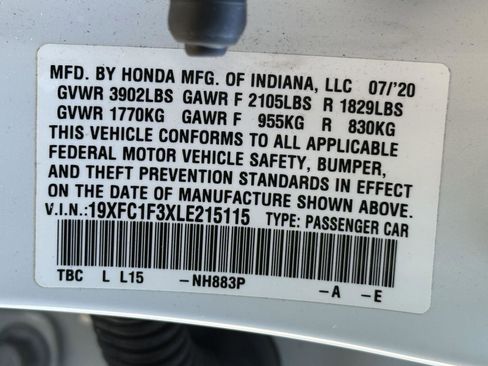 MFD. BY HONDA MFG. OF INDIANA, LLC 07/'20
GVWR 3902LBS GAWR F 2105LBS R 1829LBS
GVWR 1770KG GAWR F 955KG R 830KG
THIS VEHICLE CONFORMS TO ALL APPLICABLE
FEDERAL MOTOR VEHICLE SAFETY, BUMPER,
AND THEFT PREVENTION STANDARDS IN EFFECT
ON THE DATE OF MANUFACTURE SHOWN ABOVE.
V.I.N.:19XFC1F3XLE215115 TYPE: PASSENGER CAR
TBC L L15 -NH883P -A -E